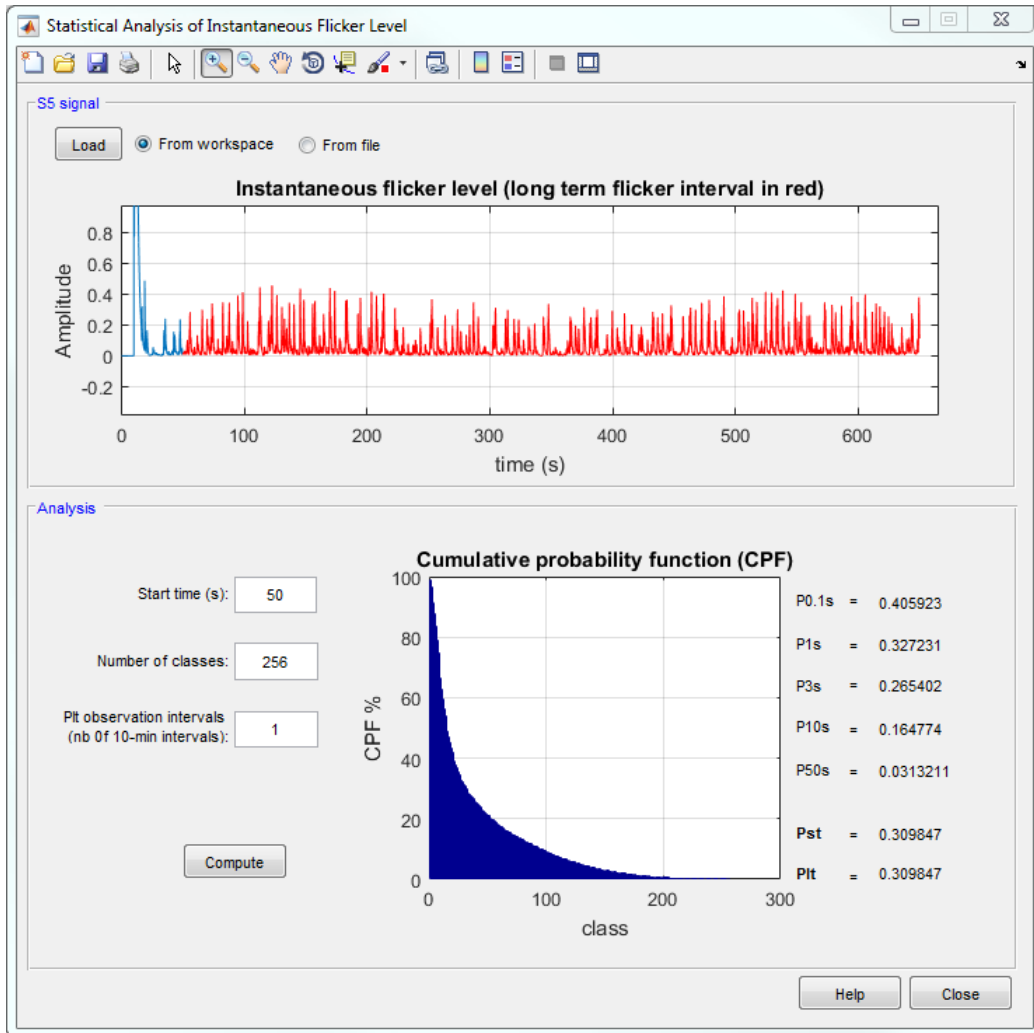 Statistical Analysis of Instantaneous Flicker Level
S5 signal
Load From workspace From file
Instantaneous flicker level (long term flicker interval in red)
0.8
0.6
0.4
0.2
0
-0.2
Amplitude
0 100 200 300 400 500 600
time (s)
Analysis
Start time (s): 50
Number of classes: 256
Plt observation intervals
(nb 0f 10-min intervals): 1
Compute
Cumulative probability function (CPF)
100
80
60
40
20
0
CPF %
0 100 200 300
class
P0.1s = 0.405923
P1s = 0.327231
P3s = 0.265402
P10s = 0.164774
P50s = 0.0313211
Pst = 0.309847
Plt = 0.309847
Help Close